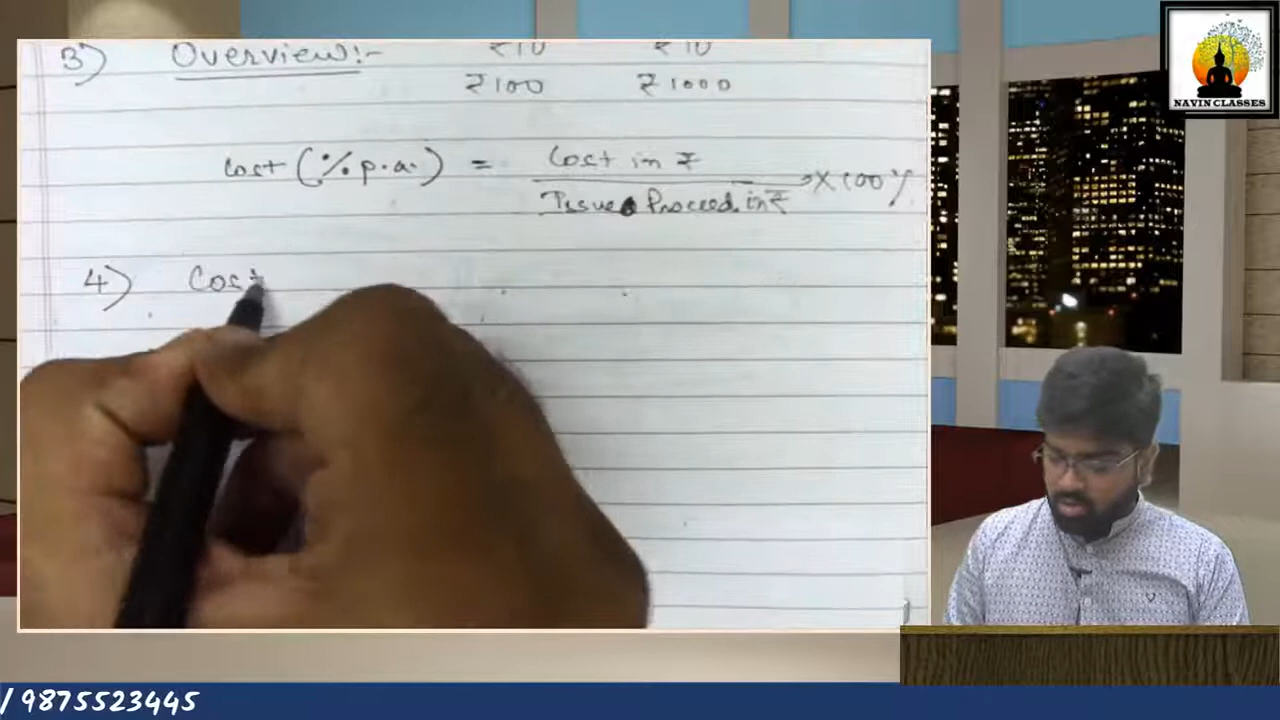 3) Overview:- ₹10 ₹10
₹100 ₹1000
Cost (% p.a.) = Cost in ₹
Issue Proceed in ₹ × 100%
4) Cost
NAVIN CLASSES
/ 9875523445